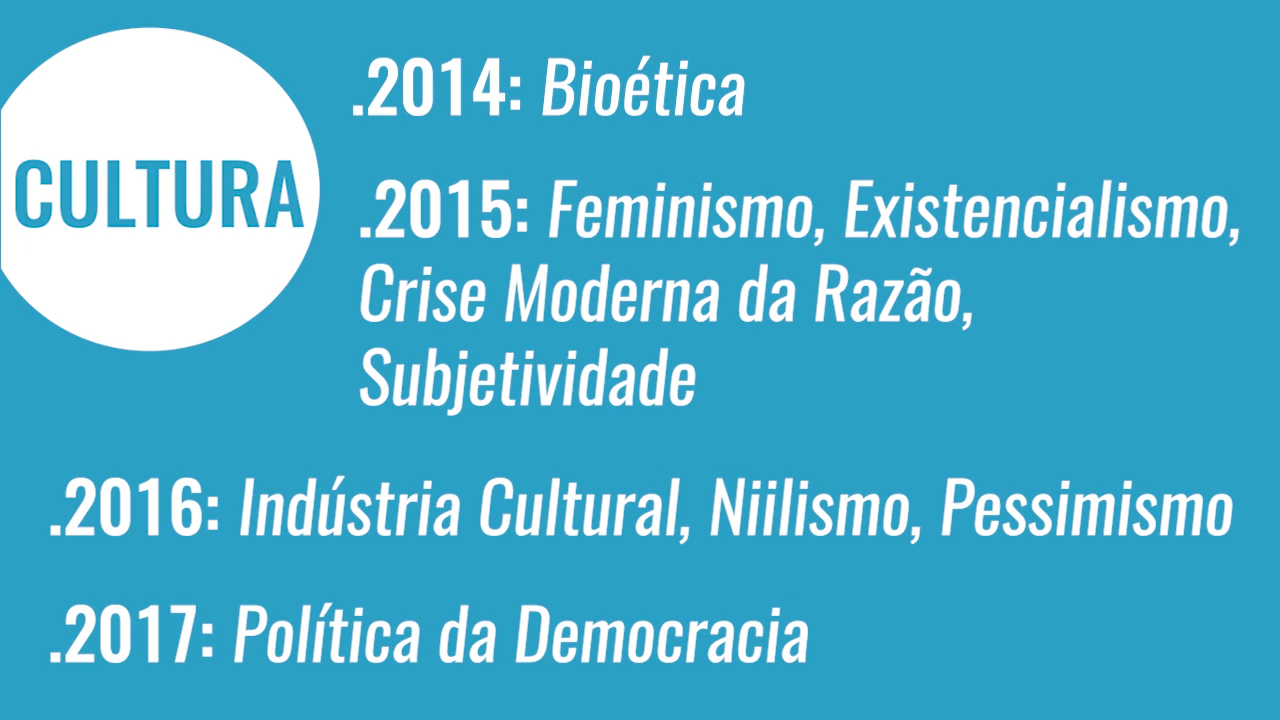 CULTURA
.2014: Bioética
.2015: Feminismo, Existencialismo,
Crise Moderna da Razão,
Subjetividade
.2016: Indústria Cultural, Niilismo, Pessimismo
.2017: Política da Democracia